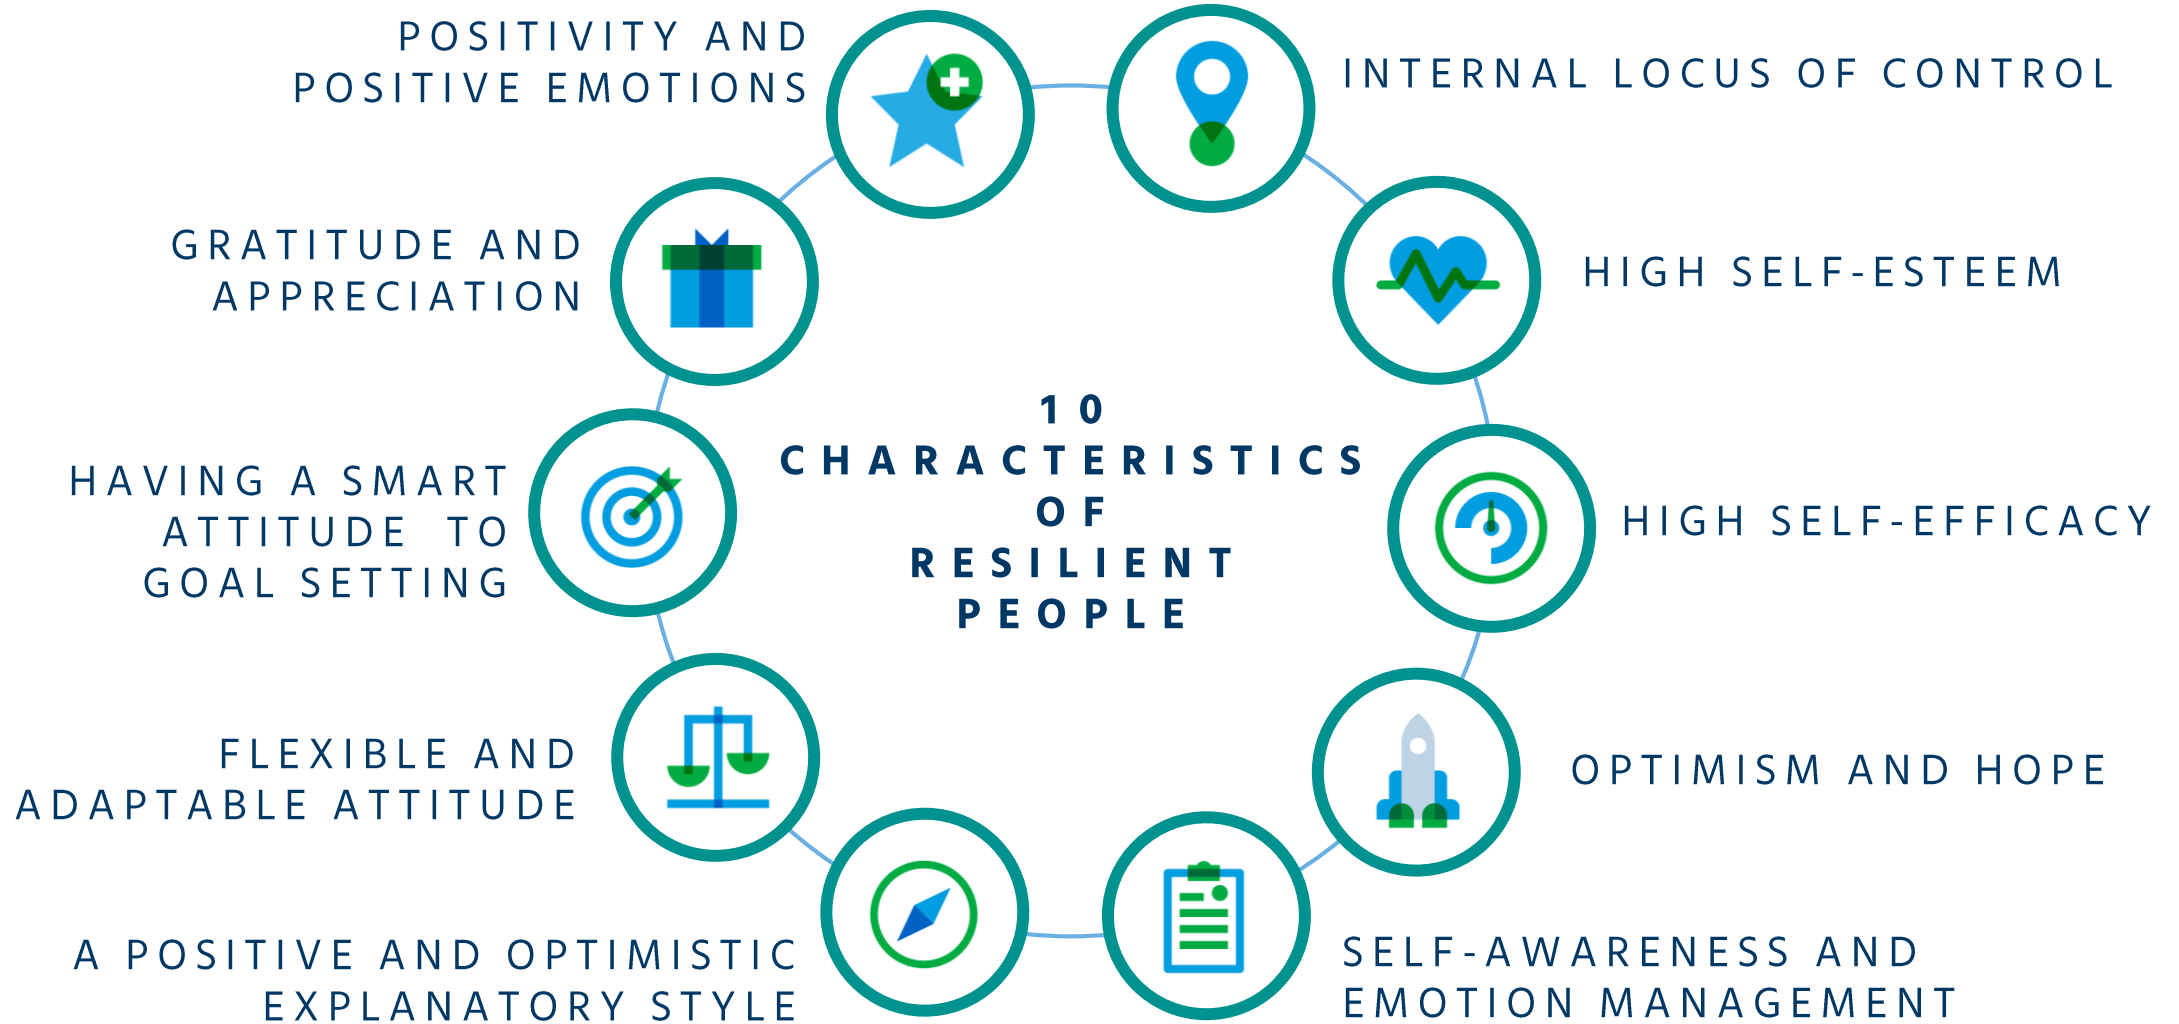 10
CHARACTERISTICS
OF
RESILIENT
PEOPLE
INTERNAL LOCUS OF CONTROL
HIGH SELF-ESTEEM
HIGH SELF-EFFICACY
OPTIMISM AND HOPE
SELF-AWARENESS AND
EMOTION MANAGEMENT
A POSITIVE AND OPTIMISTIC
EXPLANATORY STYLE
FLEXIBLE AND
ADAPTABLE ATTITUDE
HAVING A SMART
ATTITUDE TO
GOAL SETTING
GRATITUDE AND
APPRECIATION
POSITIVITY AND
POSITIVE EMOTIONS